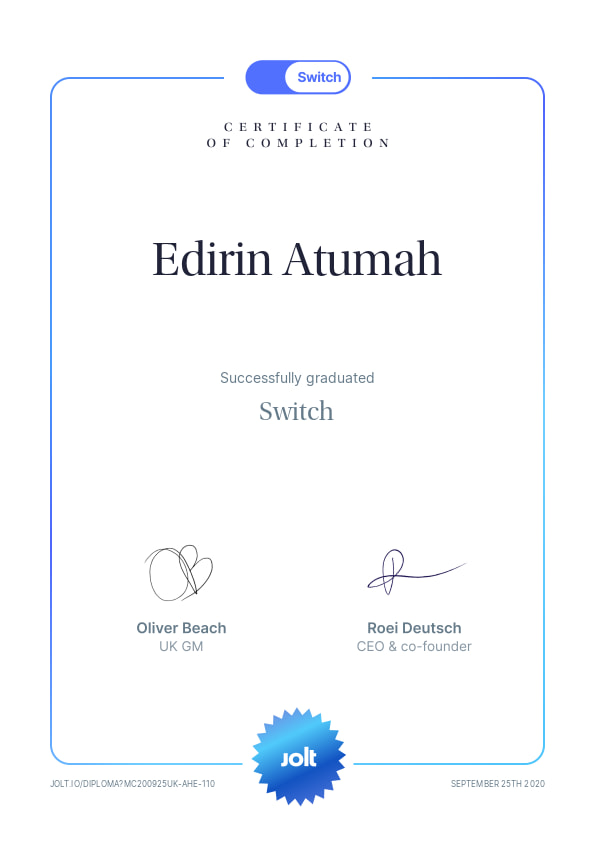 Switch
CERTIFICATE
OF COMPLETION
Edirin Atumah
Successfully graduated
Switch
Oliver Beach
UK GM
Roei Deutsch
CEO & co-founder
jolt
JOLT.IO/DIPLOMA?MC200925UK-AHE-110
SEPTEMBER 25TH 2020